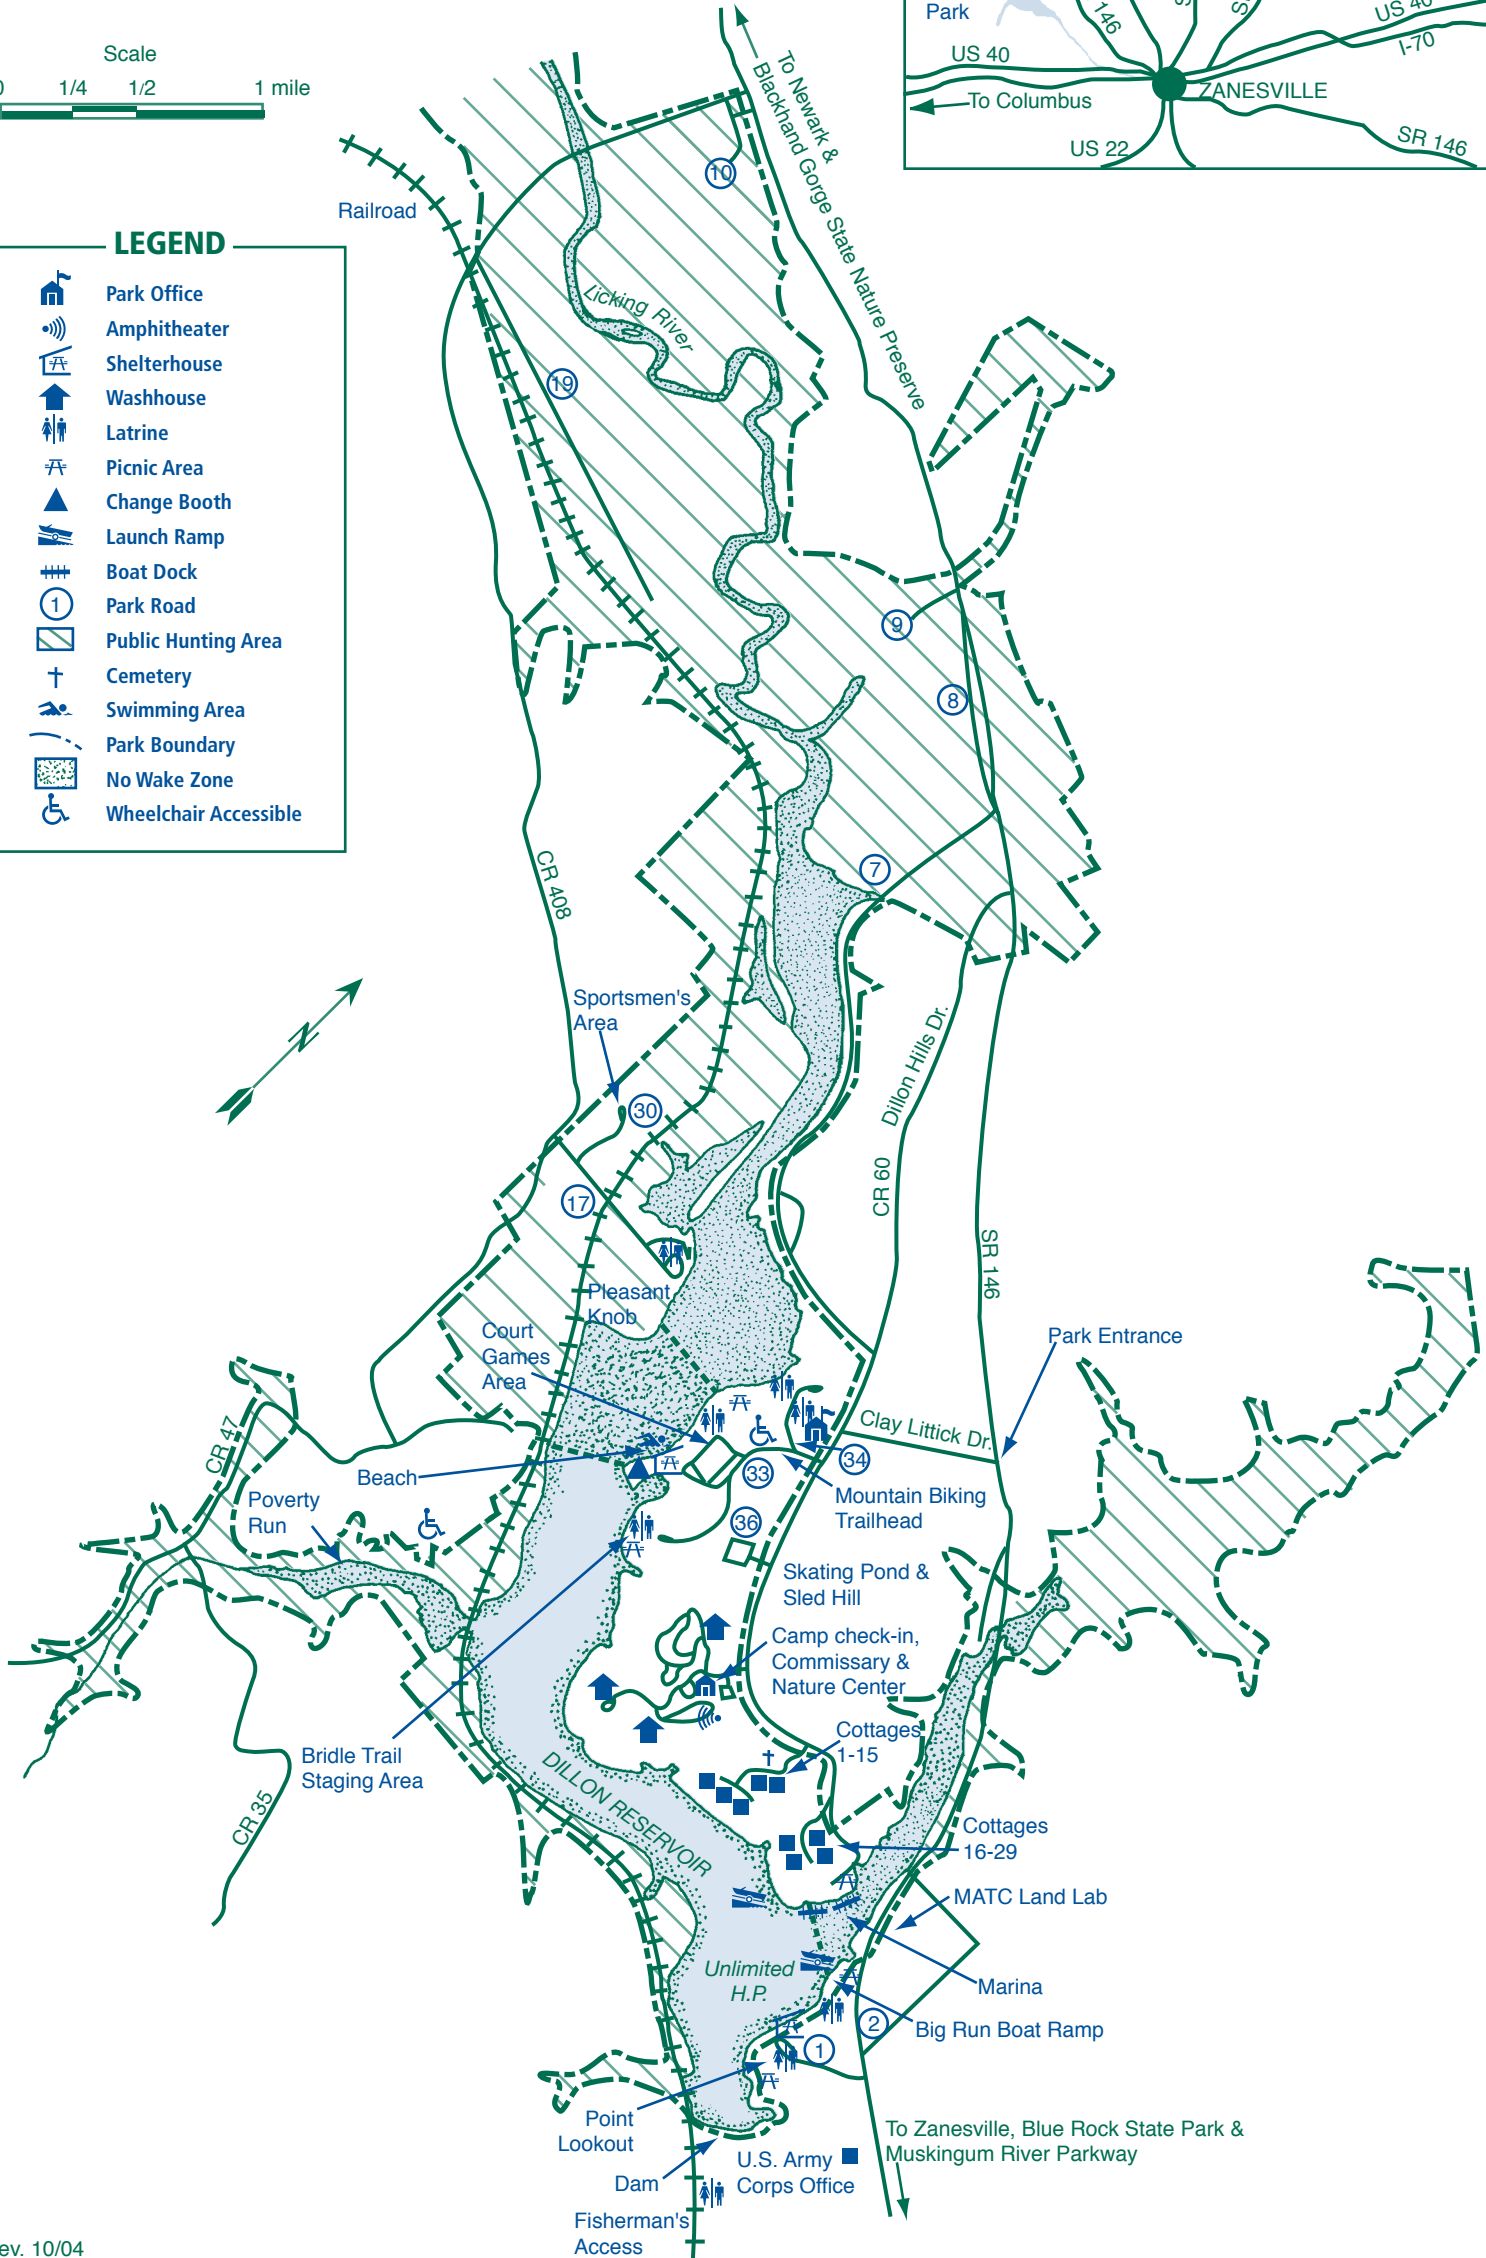 Scale
0
1/4
1/2
1 mile
Park
146
US 40
US 40
I-70
ZANESVILLE
To Columbus
US 22
SR 146
To Newark &
Blackhand Gorge State Nature Preserve
Railroad
10
LEGEND
Park Office
Amphitheater
Shelterhouse
Washhouse
Latrine
Picnic Area
Change Booth
Launch Ramp
Boat Dock
1
Park Road
Public Hunting Area
Cemetery
Swimming Area
Park Boundary
No Wake Zone
Wheelchair Accessible
Licking River
19
9
8
7
CR 408
N
Sportsmen's
Area
30
Dillon Hills Dr.
CR 60
17
SR 146
Pleasant
Knob
Court
Games
Area
Park Entrance
Clay Littick Dr.
CR 47
Beach
34
33
Mountain Biking
Trailhead
Poverty
Run
36
Skating Pond &
Sled Hill
Camp check-in,
Commissary &
Nature Center
Cottages
1-15
Bridle Trail
Staging Area
DILLON RESERVOIR
CR 35
Cottages
16-29
MATC Land Lab
Unlimited
H.P.
Marina
2
Big Run Boat Ramp
1
Point
Lookout
To Zanesville, Blue Rock State Park &
Muskingum River Parkway
U.S. Army
Corps Office
Dam
Fisherman's
Access
ev. 10/04